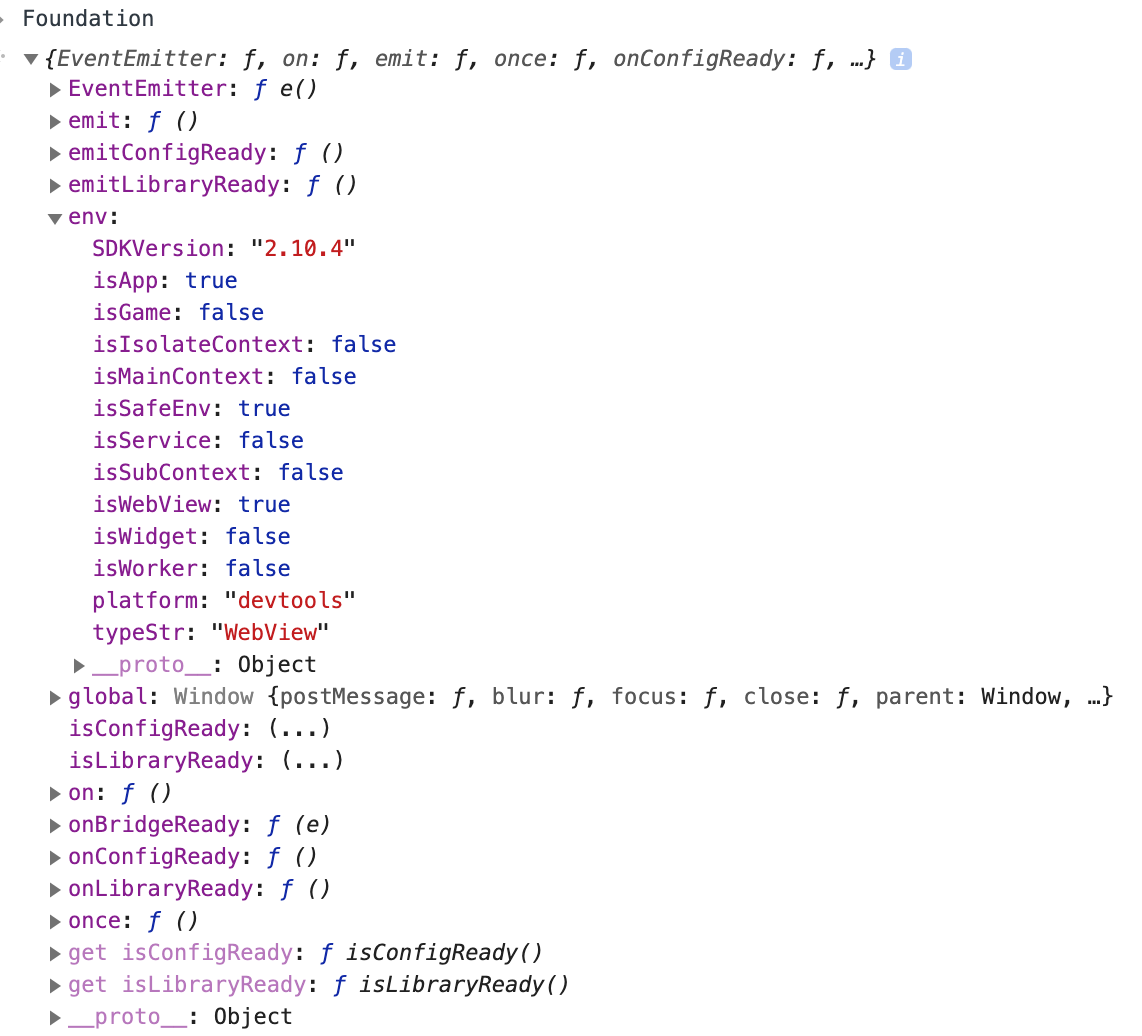 Foundation
{EventEmitter: ƒ, on: ƒ, emit: ƒ, once: ƒ, onConfigReady: ƒ, …} i
EventEmitter: ƒ e()
emit: ƒ ()
emitConfigReady: ƒ ()
emitLibraryReady: ƒ ()
env:
SDKVersion: "2.10.4"
isApp: true
isGame: false
isIsolateContext: false
isMainContext: false
isSafeEnv: true
isService: false
isSubContext: false
isWebView: true
isWidget: false
isWorker: false
platform: "devtools"
typeStr: "WebView"
__proto__: Object
global: Window {postMessage: ƒ, blur: ƒ, focus: ƒ, close: ƒ, parent: Window, …}
isConfigReady: (...)
isLibraryReady: (...)
on: ƒ ()
onBridgeReady: ƒ (e)
onConfigReady: ƒ ()
onLibraryReady: ƒ ()
once: ƒ ()
get isConfigReady: ƒ isConfigReady()
get isLibraryReady: ƒ isLibraryReady()
__proto__: Object